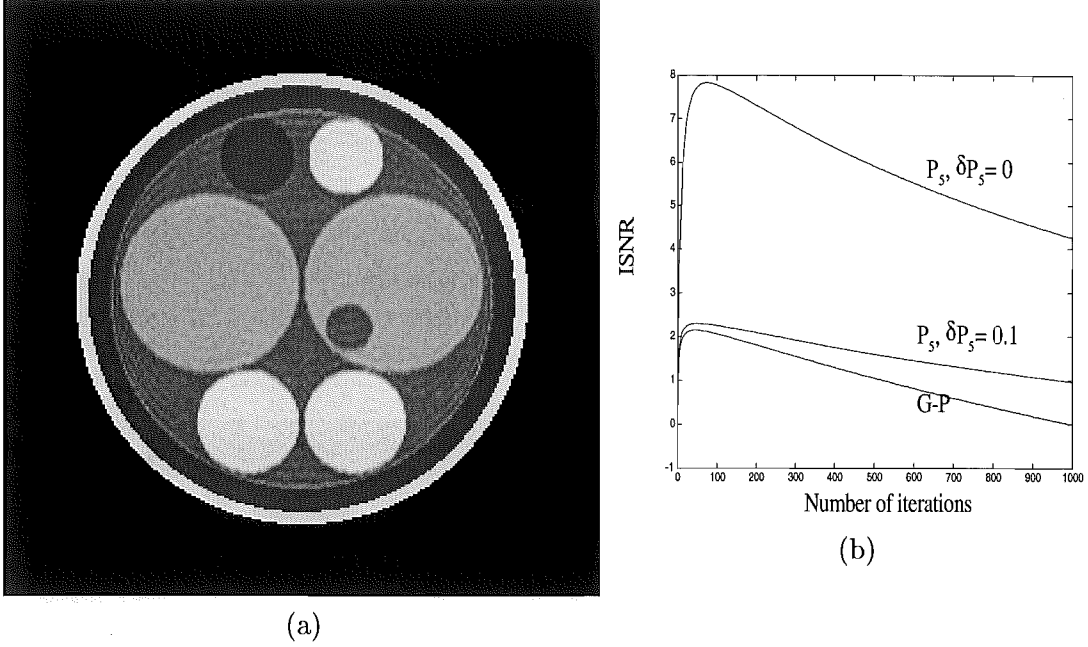 8
7
6
5
4
3
2
1
0
-1
ISNR
P₅, δP₅= 0
P₅, δP₅= 0.1
G-P
0 100 200 300 400 500 600 700 800 900 1000
Number of iterations
(b)
(a)